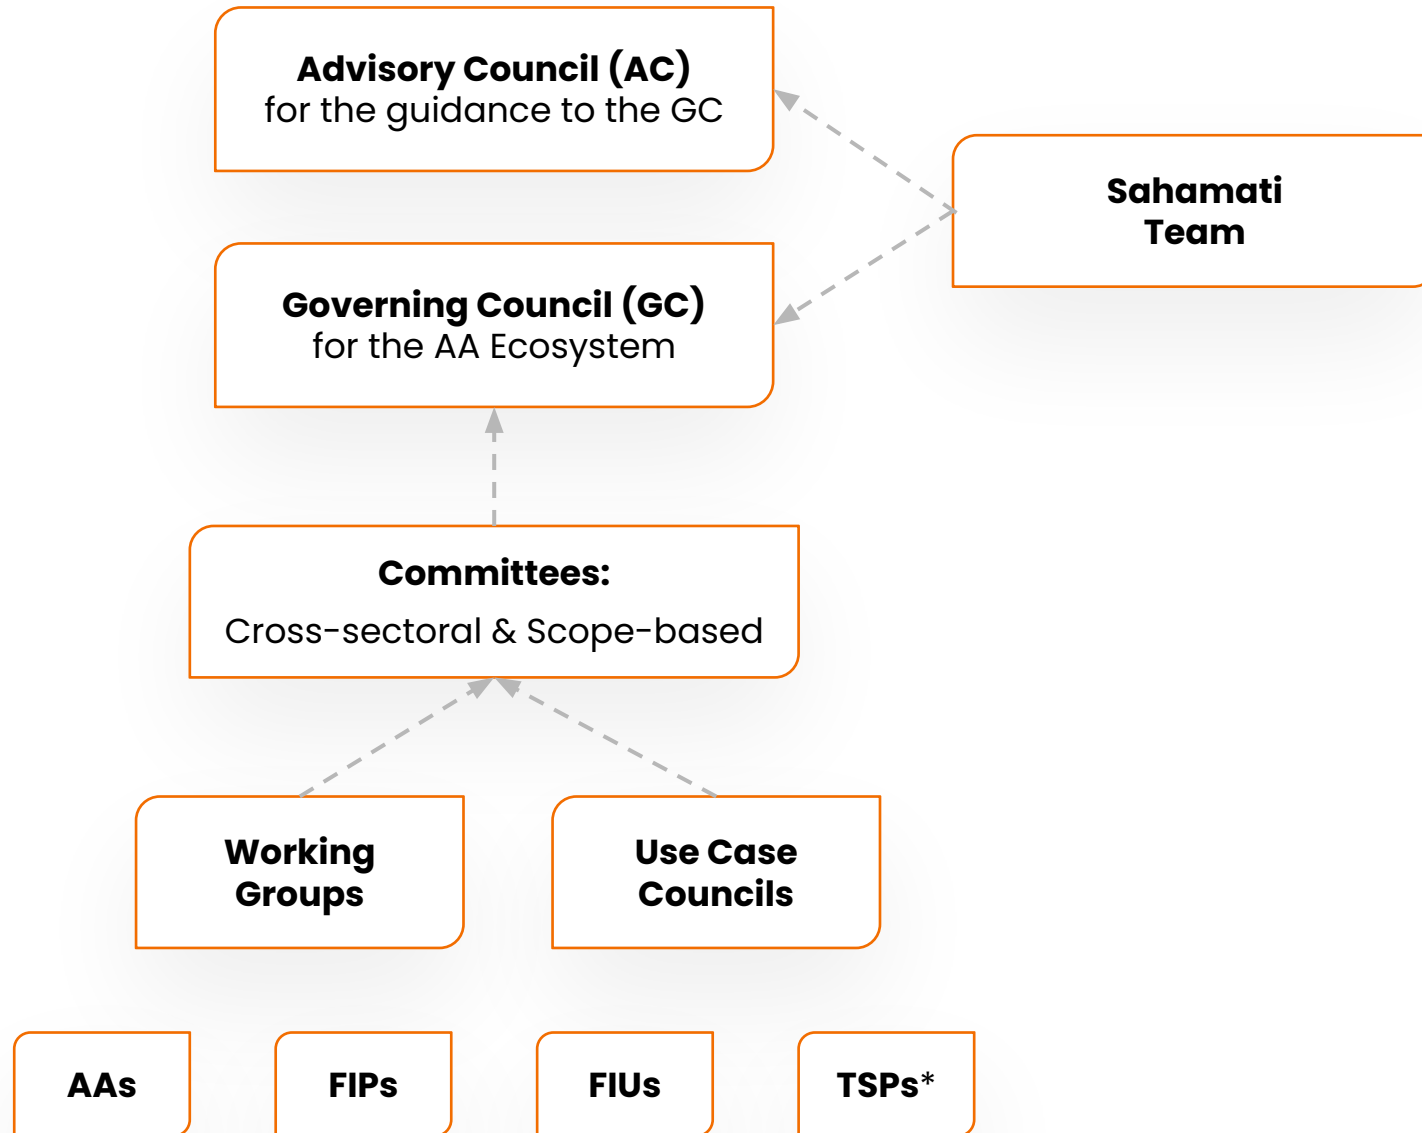 Advisory Council (AC)
for the guidance to the GC
Sahamati
Team
Governing Council (GC)
for the AA Ecosystem
Committees:
Cross-sectoral & Scope-based
Working
Groups
Use Case
Councils
AAs
FIPs
FIUs
TSPs*